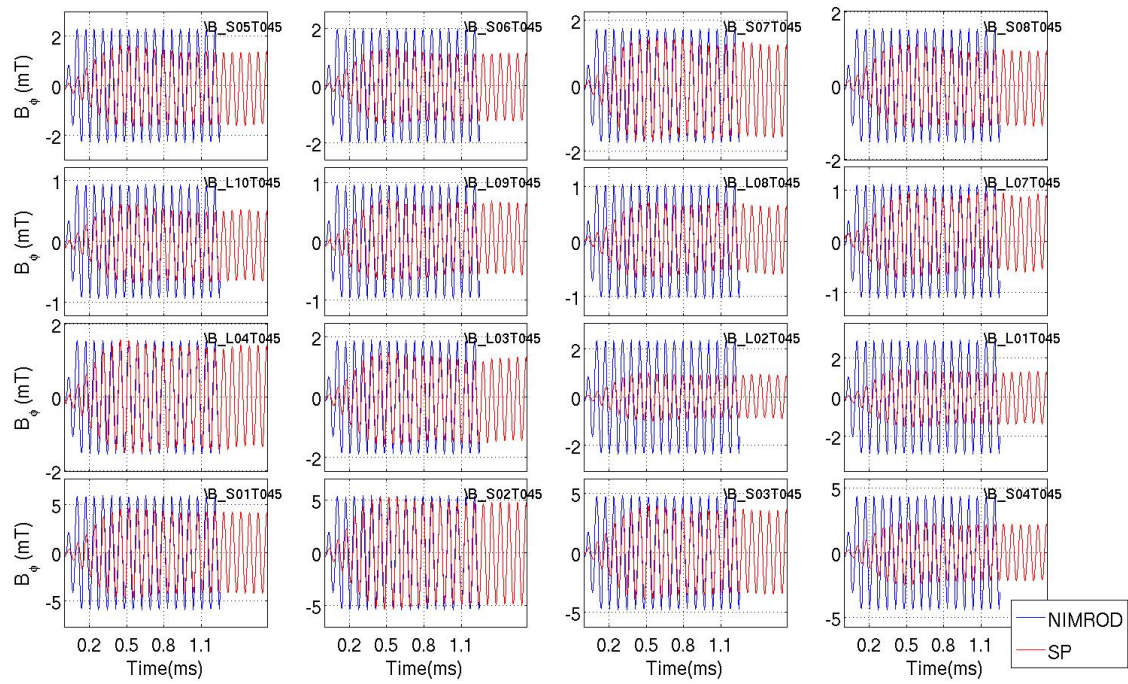 \B_S05T045 \B_S06T045 \B_S07T045 \B_S08T045
2 2 2 2
0 0 0 0
-2 -2 -2 -2
B_ϕ (mT)
\B_L10T045 \B_L09T045 \B_L08T045 \B_L07T045
1 1 1 1
0 0 0 0
-1 -1 -1 -1
B_ϕ (mT)
\B_L04T045 \B_L03T045 \B_L02T045 \B_L01T045
2 2 2 2
0 0 0 0
-2 -2 -2 -2
B_ϕ (mT)
\B_S01T045 \B_S02T045 \B_S03T045 \B_S04T045
5 5 5 5
0 0 0 0
-5 -5 -5 -5
B_ϕ (mT)
0.2 0.5 0.8 1.1 0.2 0.5 0.8 1.1 0.2 0.5 0.8 1.1 0.2 0.5 0.8 1.1
Time(ms) Time(ms) Time(ms) Time(ms)
NIMROD
SP